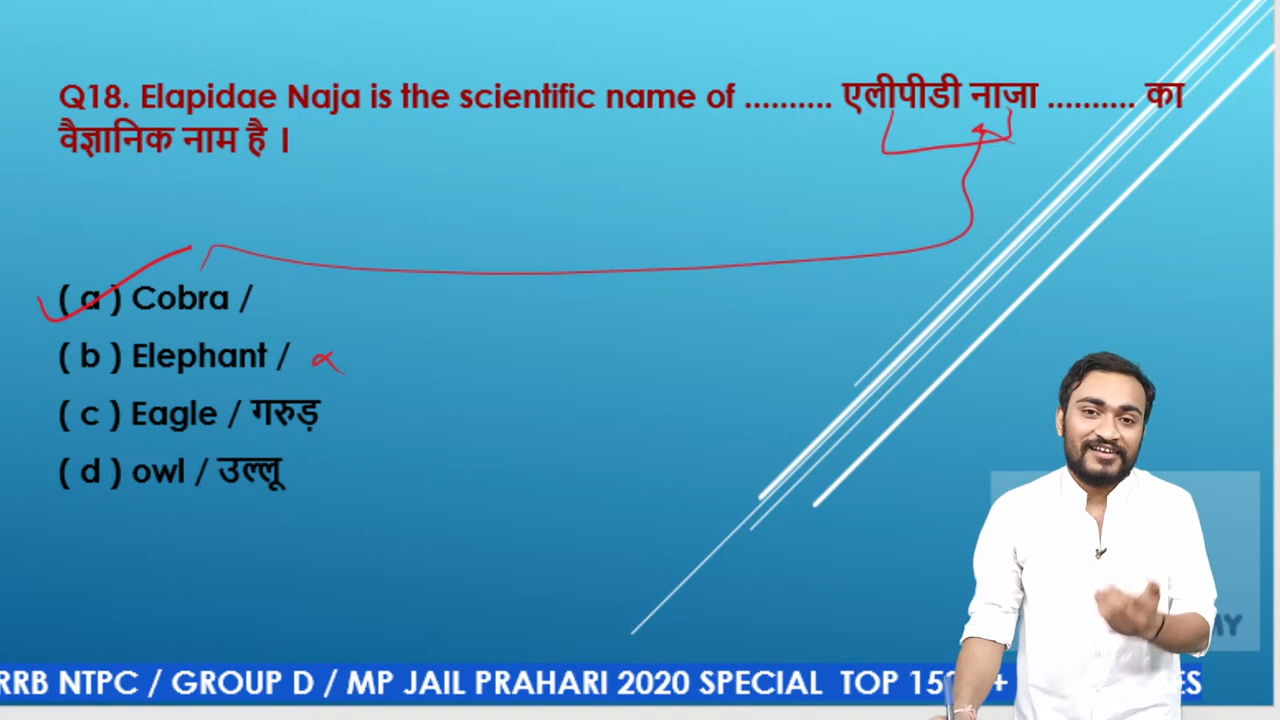 Q18. Elapidae Naja is the scientific name of .......... एलीपीडी नाजा .......... का
वैज्ञानिक नाम है ।
( a ) Cobra /
( b ) Elephant /
( c ) Eagle / गरुड़
( d ) owl / उल्लू
RRB NTPC / GROUP D / MP JAIL PRAHARI 2020 SPECIAL TOP